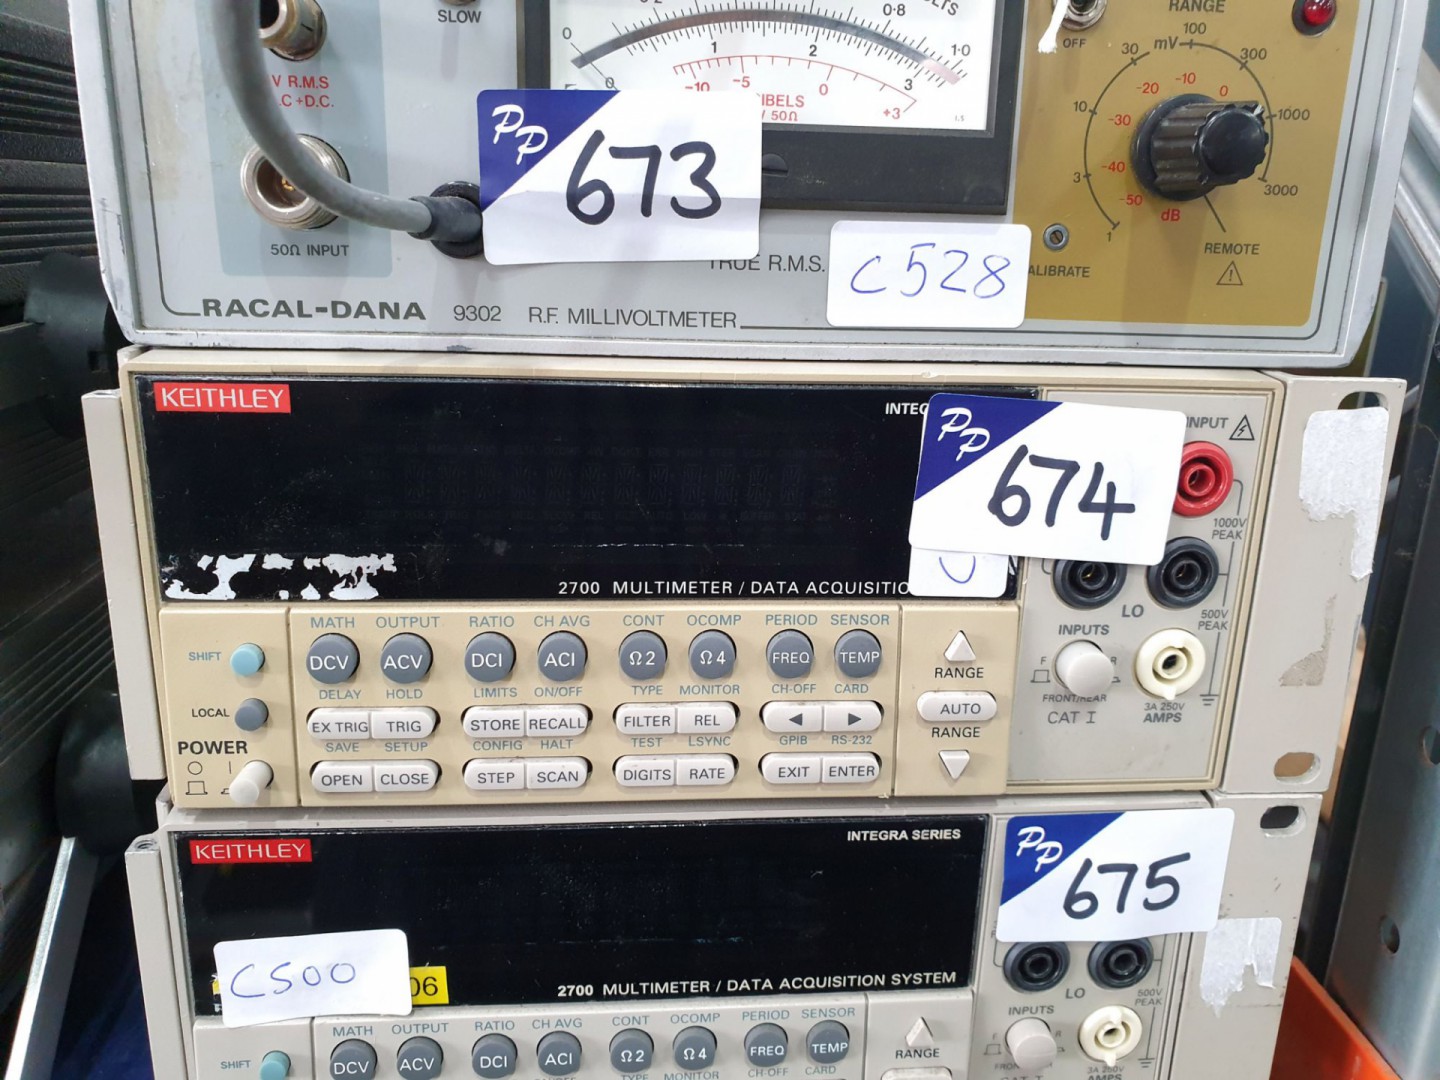 SLOW
0·8
RANGE
OFF
0
1·0
mV
30
100
300
10
1000
3
3000
1
-50
-40
-30
-20
-10
0
dB
1
2
3
0
-10
-5
0
+3
V R.M.S
/ 50Ω
50Ω INPUT
PP
673
TRUE R.M.S.
C528
REMOTE
RACAL-DANA 9302 R.F. MILLIVOLTMETER
KEITHLEY
PP
674
INPUT
1000V
PEAK
2700 MULTIMETER / DATA
LO
500V
PEAK
INPUTS
F
R
FRONT/REAR
CAT I
3A 250V
AMPS
MATH OUTPUT RATIO CH AVG CONT OCOMP PERIOD SENSOR
SHIFT DCV ACV DCI ACI Ω2 Ω4 FREQ TEMP
RANGE
DELAY HOLD LIMITS ON/OFF TYPE MONITOR CH-OFF CARD
LOCAL EX TRIG TRIG STORE RECALL FILTER REL ◀ ▶ AUTO
SAVE SETUP CONFIG HALT TEST LSYNC GPIB RS-232
RANGE
POWER
OPEN CLOSE STEP SCAN DIGITS RATE EXIT ENTER
KEITHLEY
INTEGRA SERIES
PP
675
C500
06
2700 MULTIMETER / DATA ACQUISITION SYSTEM
LO
500V
PEAK
INPUTS
3A 250V
AMPS
MATH OUTPUT RATIO CH AVG CONT OCOMP PERIOD SENSOR
SHIFT DCV ACV DCI ACI Ω2 Ω4 FREQ TEMP
RANGE
TYPE MONITOR CH-OFF CARD